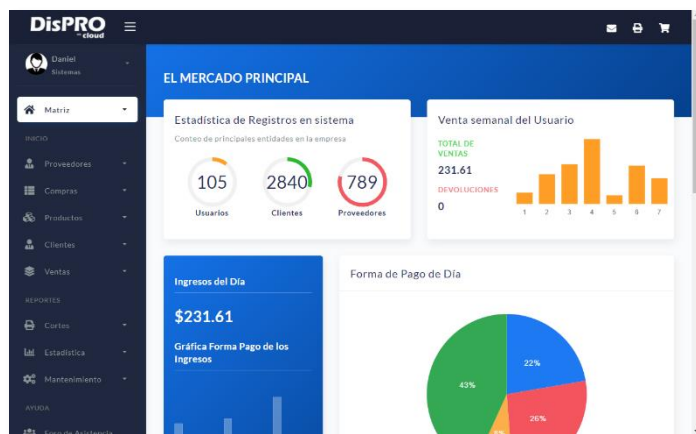 DisPRO
cloud
Daniel
Sistemas
Matriz
INICIO
Proveedores
Compras
Productos
Clientes
Ventas
REPORTES
Cortes
Estadística
Mantenimiento
AYUDA
Foro de Asistencia
EL MERCADO PRINCIPAL
Estadística de Registros en sistema
Conteo de principales entidades en la empresa
105
2840
789
Usuarios
Clientes
Proveedores
Venta semanal del Usuario
TOTAL DE
VENTAS
231.61
DEVOLUCIONES
0
1 2 3 4 5 6 7
Ingresos del Día
$231.61
Gráfica Forma Pago de los
Ingresos
Forma de Pago de Día
22%
43%
26%